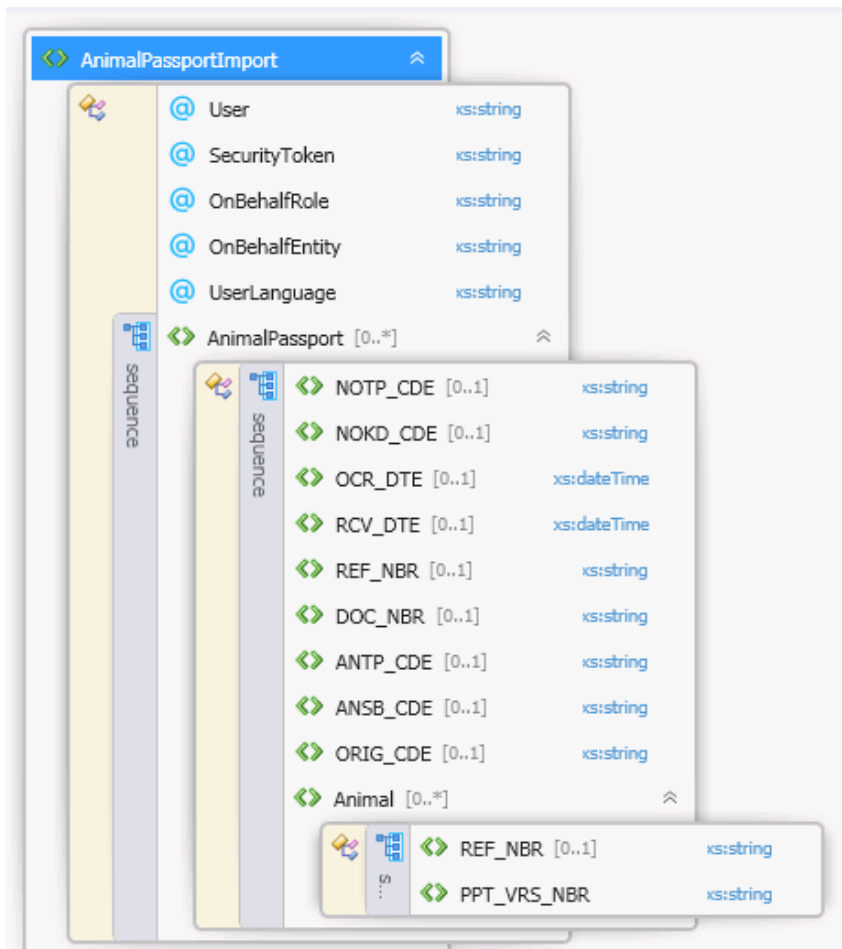 AnimalPassportImport
User xs:string
SecurityToken xs:string
OnBehalfRole xs:string
OnBehalfEntity xs:string
UserLanguage xs:string
AnimalPassport [0..*]
sequence
NOTP_CDE [0..1] xs:string
sequence
NOKD_CDE [0..1] xs:string
OCR_DTE [0..1] xs:dateTime
RCV_DTE [0..1] xs:dateTime
REF_NBR [0..1] xs:string
DOC_NBR [0..1] xs:string
ANTP_CDE [0..1] xs:string
ANSB_CDE [0..1] xs:string
ORIG_CDE [0..1] xs:string
Animal [0..*]
REF_NBR [0..1] xs:string
s...
PPT_VRS_NBR xs:string